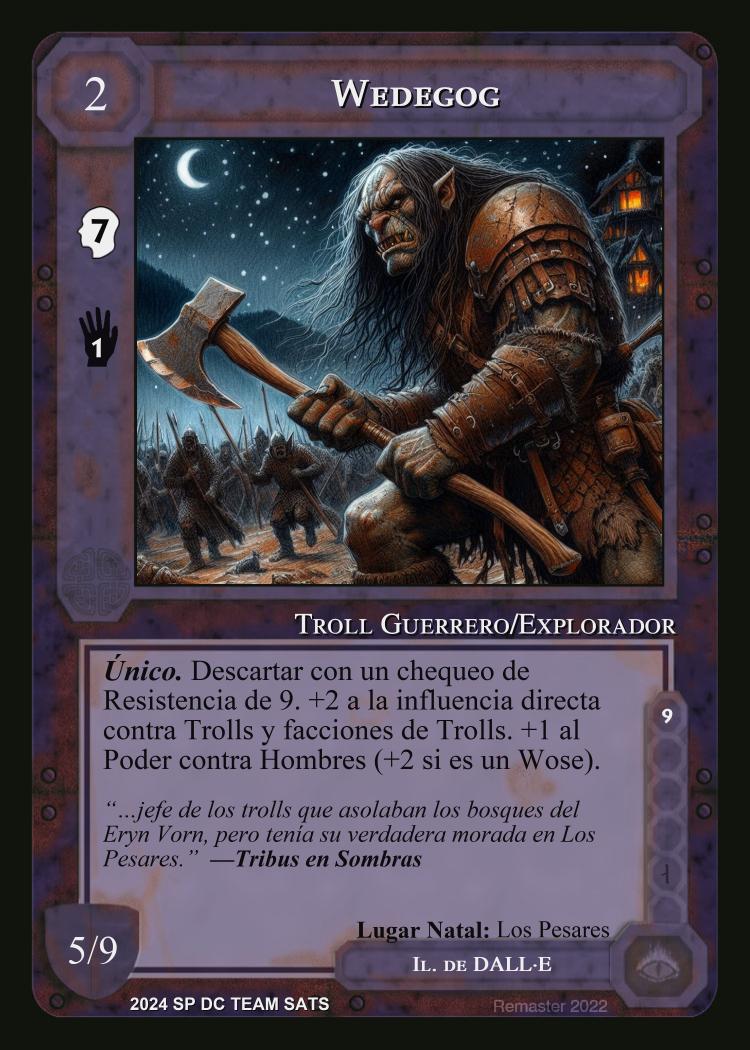 2
Wedegog
7
1
Troll Guerrero/Explorador
Único. Descartar con un chequeo de
Resistencia de 9. +2 a la influencia directa
contra Trolls y facciones de Trolls. +1 al
Poder contra Hombres (+2 si es un Wose).
9
“...jefe de los trolls que asolaban los bosques del
Eryn Vorn, pero tenía su verdadera morada en Los
Pesares.” —Tribus en Sombras
Lugar Natal: Los Pesares
5/9
Il. de DALL·E
2024 SP DC TEAM SATS
Remaster 2022